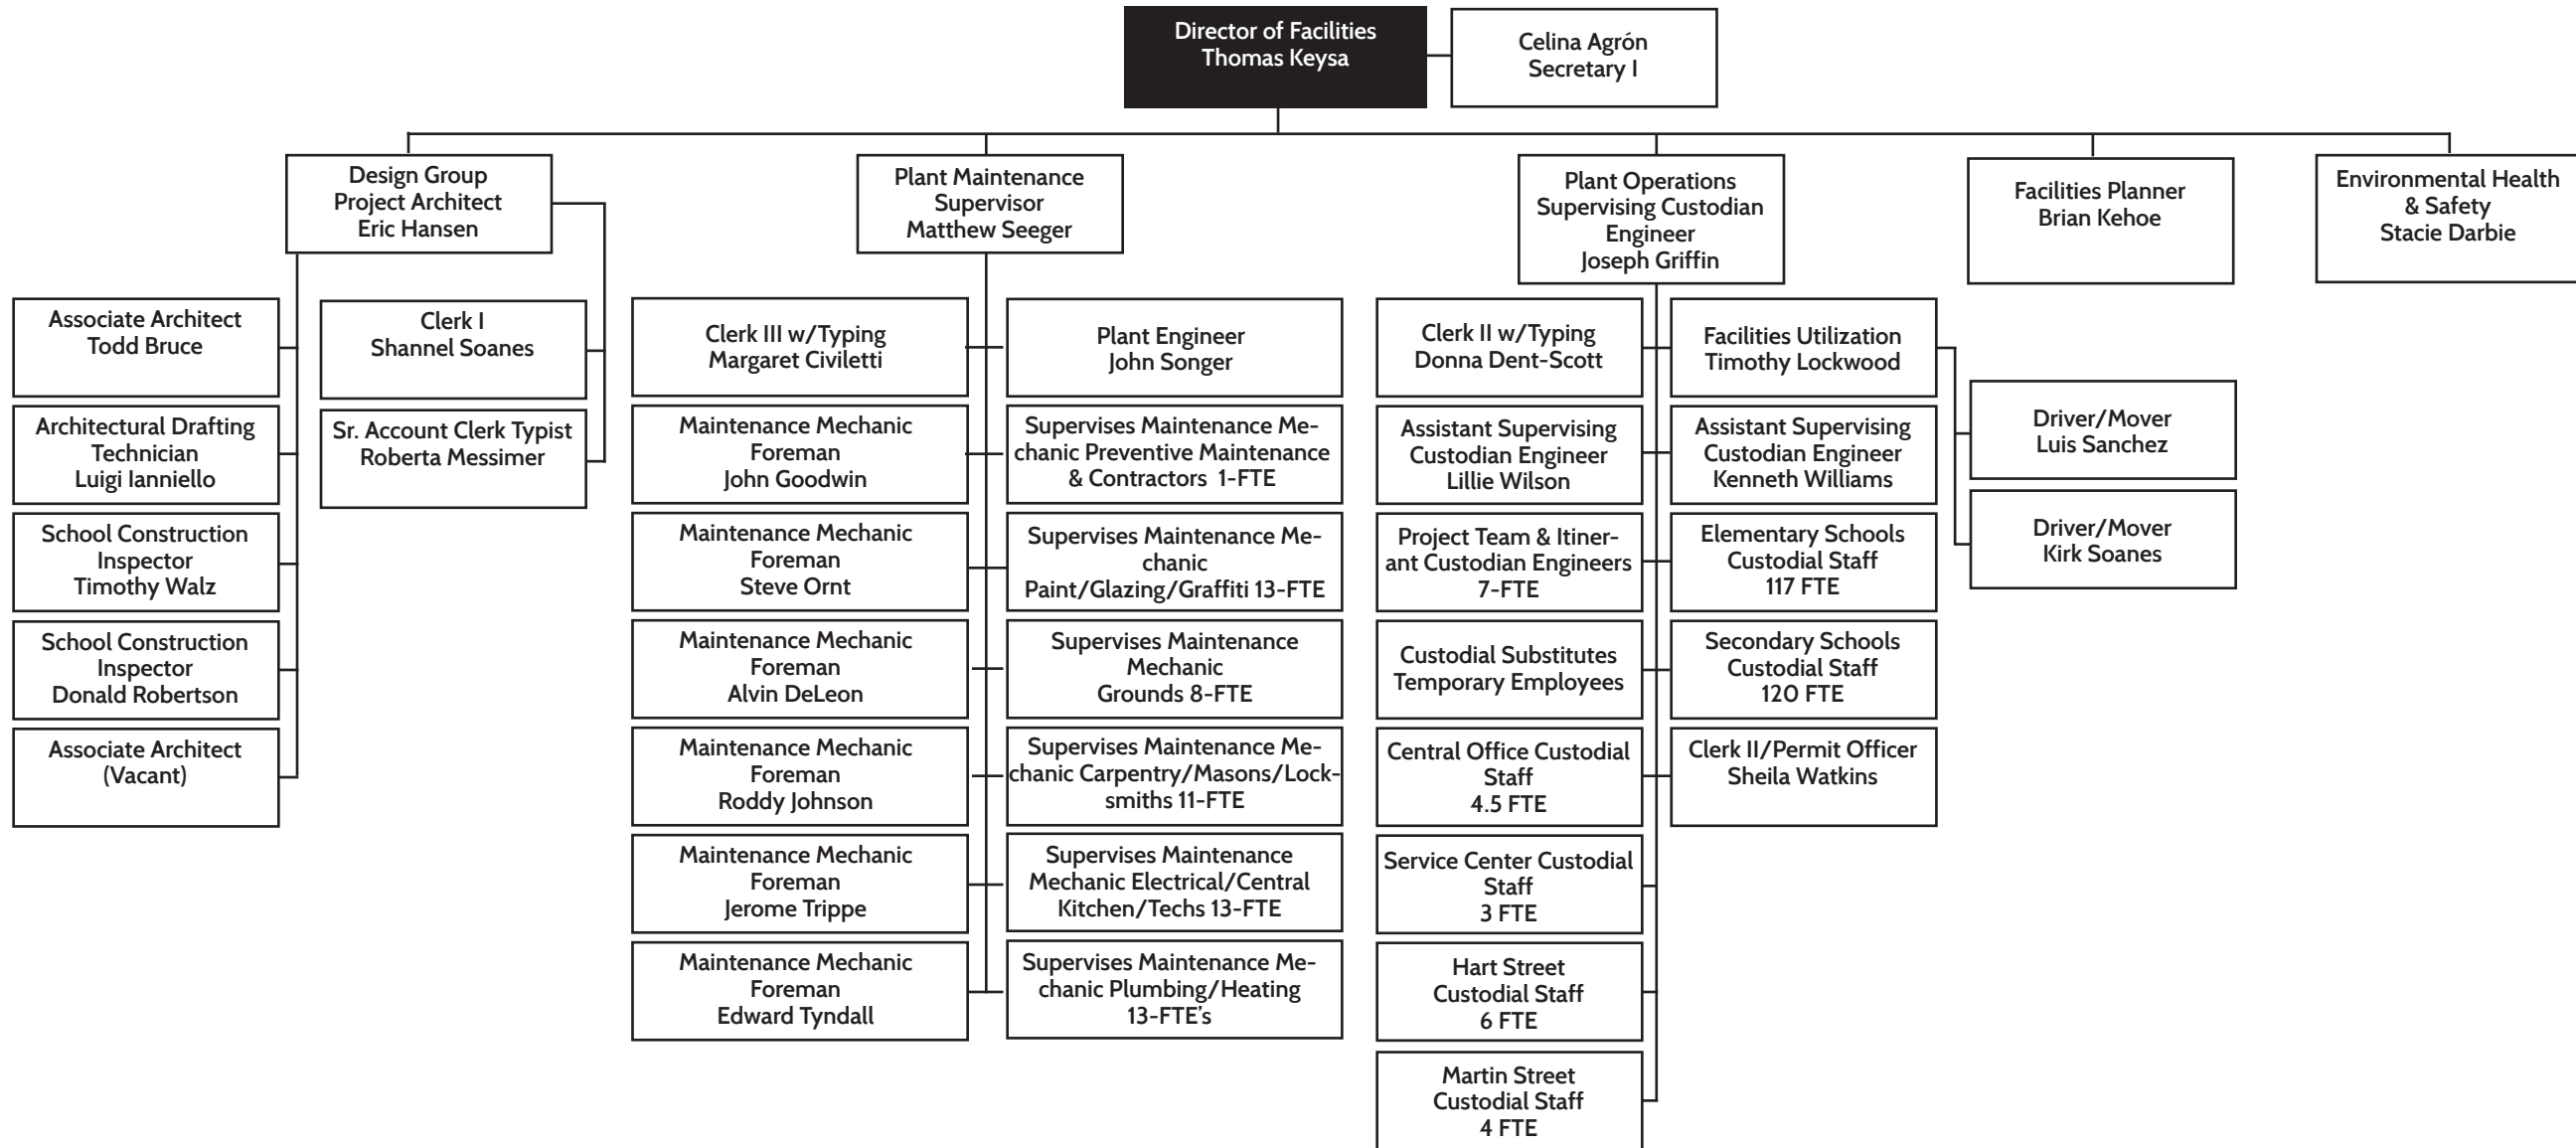 Director of Facilities
Thomas Keysa
Celina Agrón
Secretary I
Design Group
Project Architect
Eric Hansen
Plant Maintenance
Supervisor
Matthew Seeger
Plant Operations
Supervising Custodian
Engineer
Joseph Griffin
Facilities Planner
Brian Kehoe
Environmental Health
& Safety
Stacie Darbie
Associate Architect
Todd Bruce
Architectural Drafting
Technician
Luigi Ianniello
School Construction
Inspector
Timothy Walz
School Construction
Inspector
Donald Robertson
Associate Architect
(Vacant)
Clerk I
Shannel Soanes
Sr. Account Clerk Typist
Roberta Messimer
Clerk III w/Typing
Margaret Civiletti
Plant Engineer
John Songer
Maintenance Mechanic
Foreman
John Goodwin
Supervises Maintenance Me-
chanic Preventive Maintenance
& Contractors 1-FTE
Maintenance Mechanic
Foreman
Steve Ornt
Supervises Maintenance Me-
chanic
Paint/Glazing/Graffiti 13-FTE
Maintenance Mechanic
Foreman
Alvin DeLeon
Supervises Maintenance
Mechanic
Grounds 8-FTE
Maintenance Mechanic
Foreman
Roddy Johnson
Supervises Maintenance Me-
chanic Carpentry/Masons/Lock-
smiths 11-FTE
Maintenance Mechanic
Foreman
Jerome Trippe
Supervises Maintenance
Mechanic Electrical/Central
Kitchen/Techs 13-FTE
Maintenance Mechanic
Foreman
Edward Tyndall
Supervises Maintenance Me-
chanic Plumbing/Heating
13-FTE’s
Clerk II w/Typing
Donna Dent-Scott
Facilities Utilization
Timothy Lockwood
Assistant Supervising
Custodian Engineer
Lillie Wilson
Assistant Supervising
Custodian Engineer
Kenneth Williams
Project Team & Itiner-
ant Custodian Engineers
7-FTE
Elementary Schools
Custodial Staff
117 FTE
Custodial Substitutes
Temporary Employees
Secondary Schools
Custodial Staff
120 FTE
Central Office Custodial
Staff
4.5 FTE
Clerk II/Permit Officer
Sheila Watkins
Service Center Custodial
Staff
3 FTE
Hart Street
Custodial Staff
6 FTE
Martin Street
Custodial Staff
4 FTE
Driver/Mover
Luis Sanchez
Driver/Mover
Kirk Soanes